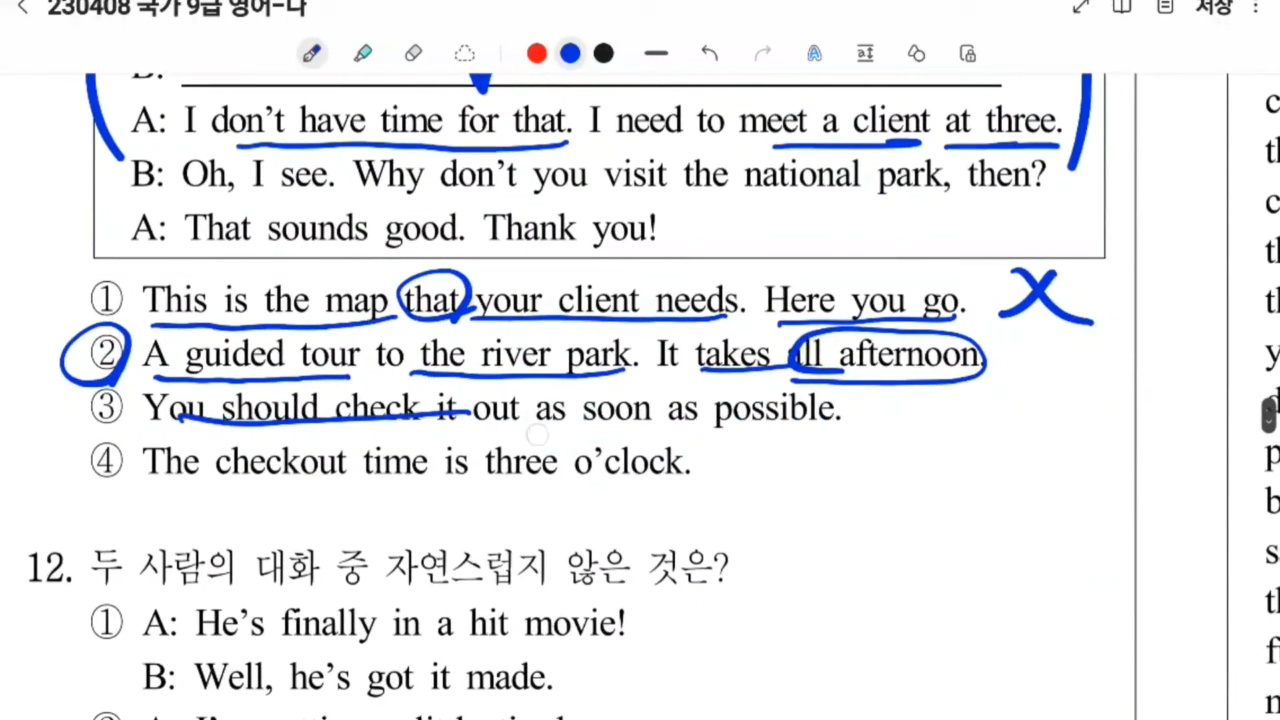 230408 국가 9급 영어-나
저장
B:
A: I don't have time for that. I need to meet a client at three.
B: Oh, I see. Why don't you visit the national park, then?
A: That sounds good. Thank you!
① This is the map that your client needs. Here you go. X
② A guided tour to the river park. It takes all afternoon.
③ You should check it out as soon as possible.
④ The checkout time is three o'clock.
12. 두 사람의 대화 중 자연스럽지 않은 것은?
① A: He's finally in a hit movie!
B: Well, he's got it made.